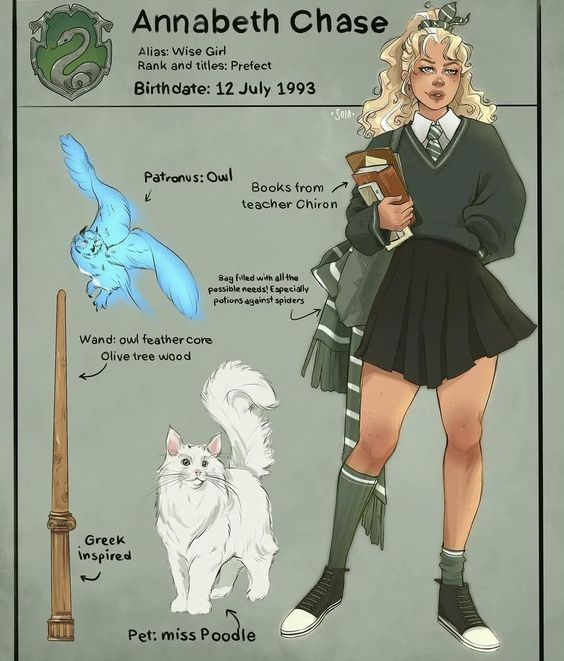 Annabeth Chase
Alias: Wise Girl
Rank and titles: Prefect
Birthdate: 12 July 1993
• SOIA •
Patronus: Owl
Books from
teacher Chiron
Bag filled with all the
possible needs! Especially
potions against spiders
Wand: owl feather core
Olive tree wood
Greek
inspired
Pet: miss Poodle